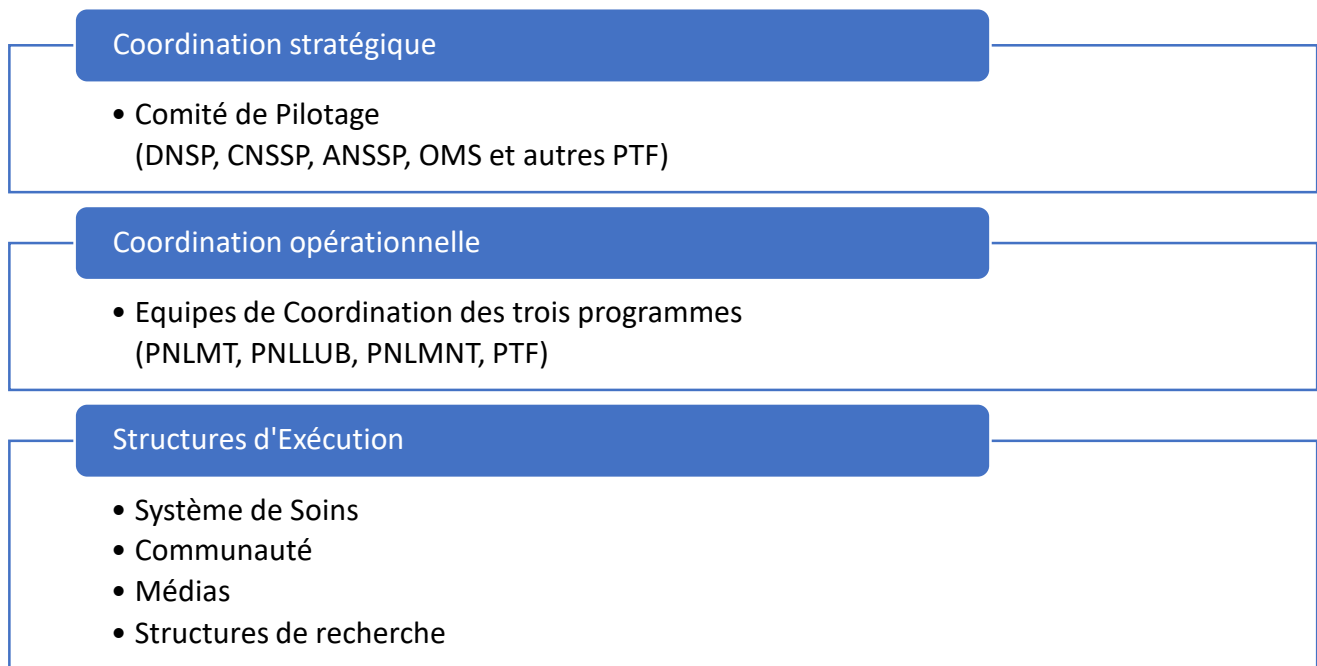 Coordination stratégique
• Comité de Pilotage
(DNSP, CNSSP, ANSSP, OMS et autres PTF)
Coordination opérationnelle
• Equipes de Coordination des trois programmes
(PNLMT, PNLLUB, PNLMNT, PTF)
Structures d'Exécution
• Système de Soins
• Communauté
• Médias
• Structures de recherche